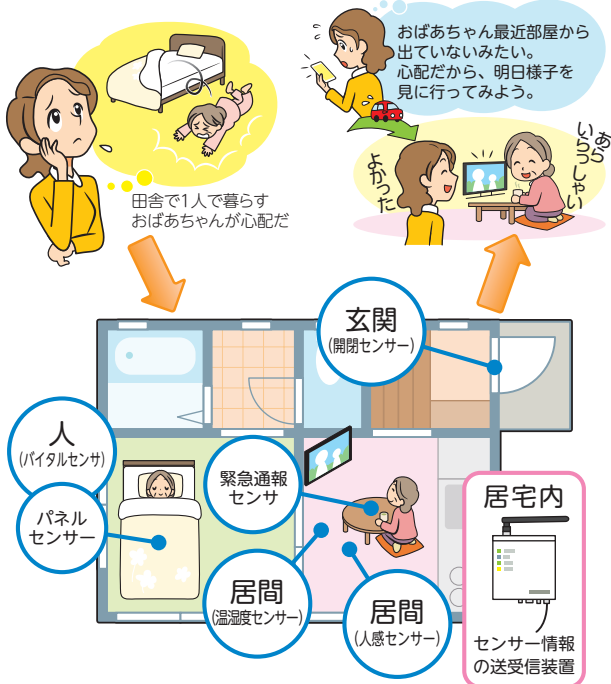 おばあちゃん最近部屋から
出ていないみたい。
心配だから、明日様子を
見に行ってみよう。
田舎で1人で暮らす
おばあちゃんが心配だ
よかった
あら
いらっしゃい
玄関
(開閉センサー)
人
(バイタルセンサ)
パネル
センサー
緊急通報
センサ
居間
(温湿度センサー)
居間
(人感センサー)
居宅内
センサー情報
の送受信装置